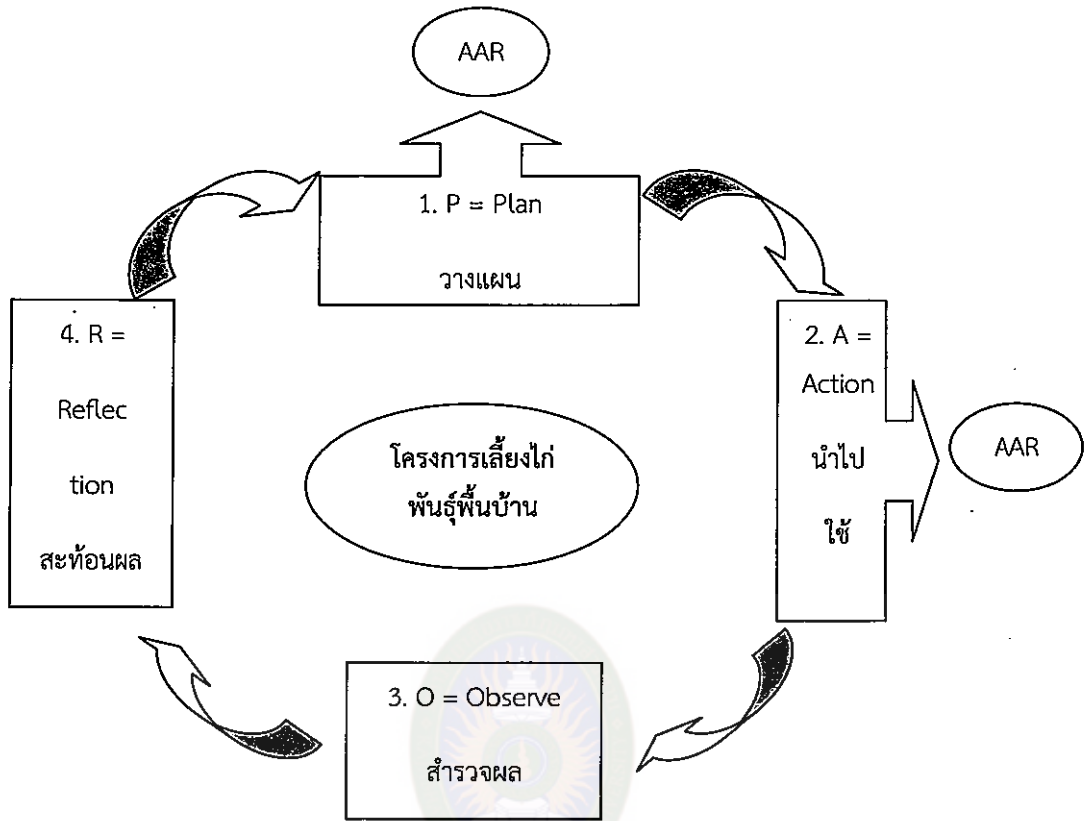 AAR
1. P = Plan
วางแผน
2. A =
Action
นำไป
ใช้
AAR
3. O = Observe
สำรวจผล
4. R =
Reflec
tion
สะท้อนผล
โครงการเลี้ยงไก่
พันธุ์พื้นบ้าน